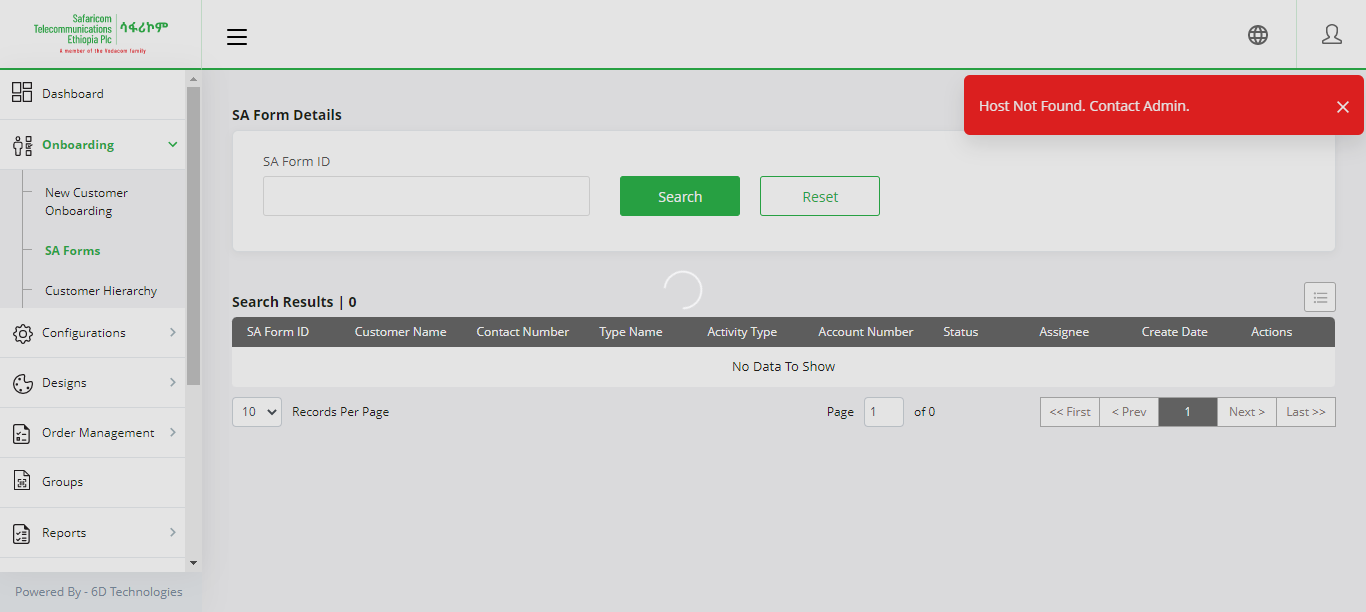 Safaricom
Telecommunications
Ethiopia Plc
ሳፋሪኮም
A member of the Vodacom family
Host Not Found. Contact Admin.
Dashboard
Onboarding
New Customer
Onboarding
SA Forms
Customer Hierarchy
Configurations
Designs
Order Management
Groups
Reports
Powered By - 6D Technologies
SA Form Details
SA Form ID
Search
Reset
Search Results | 0
SA Form ID Customer Name Contact Number Type Name Activity Type Account Number Status Assignee Create Date Actions
No Data To Show
10 Records Per Page Page 1 of 0 << First < Prev 1 Next > Last >>